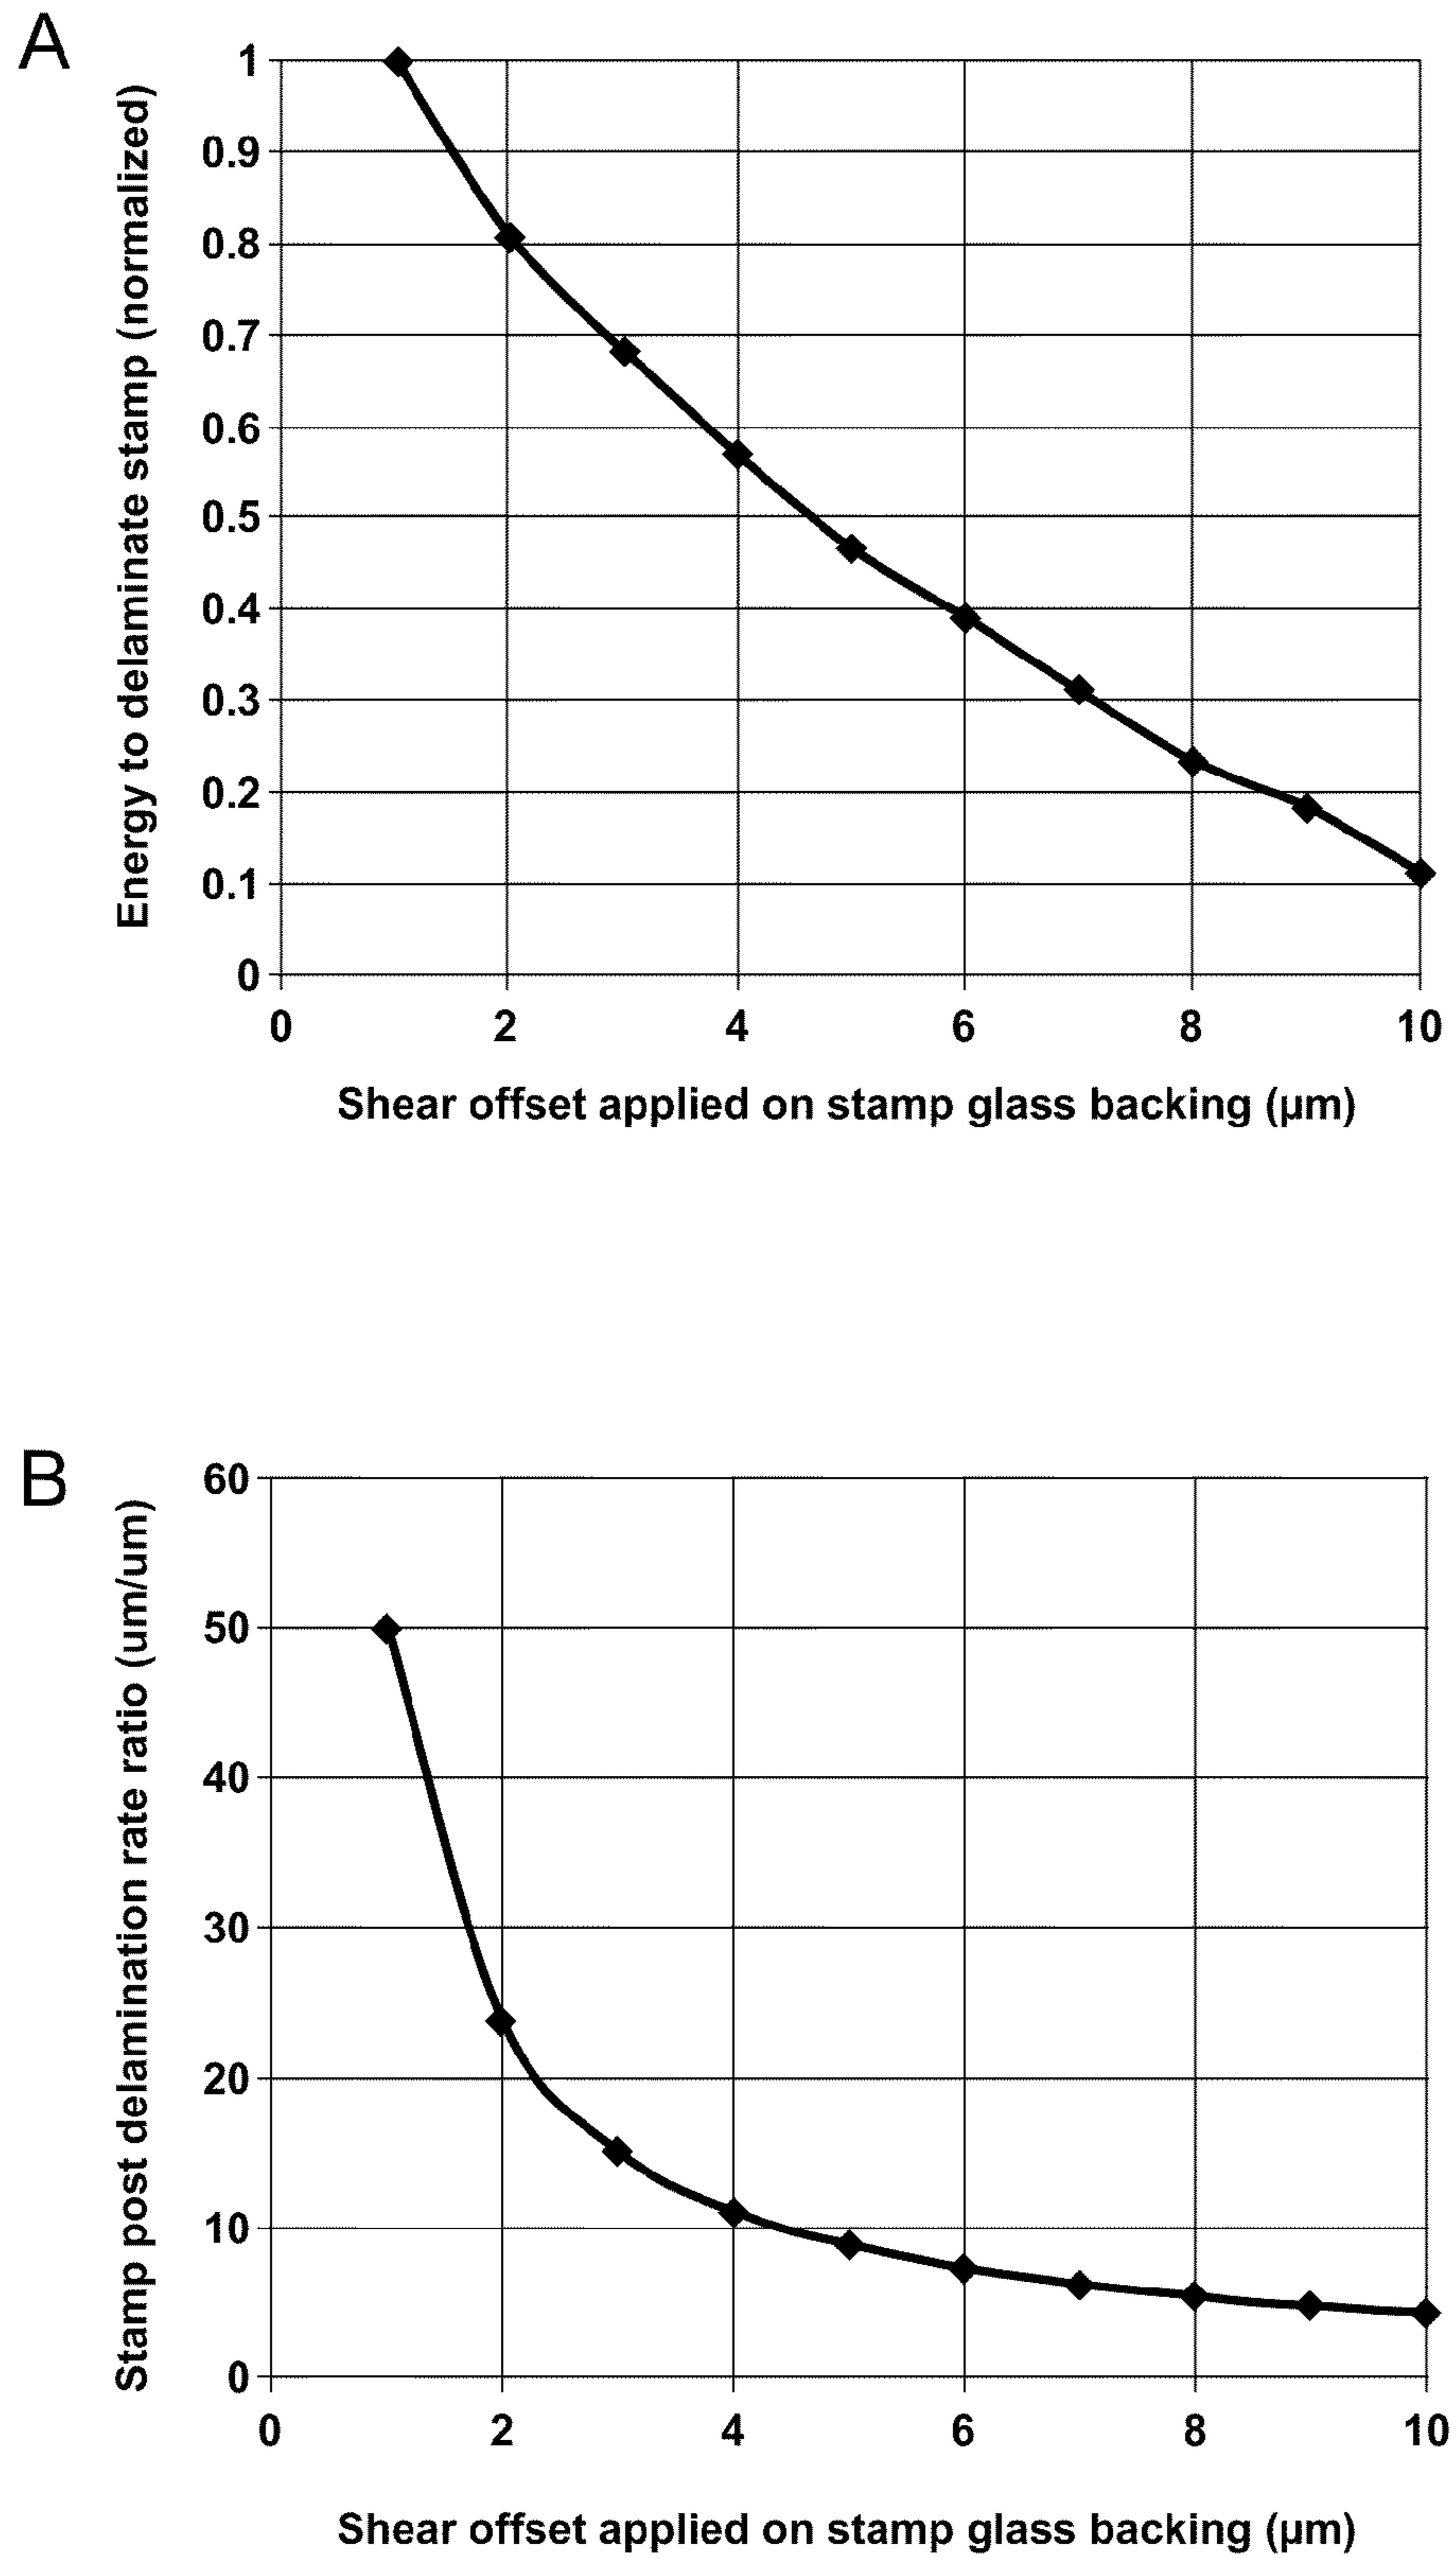 A
Energy to delaminate stamp (normalized)
1
0.9
0.8
0.7
0.6
0.5
0.4
0.3
0.2
0.1
0
0 2 4 6 8 10
Shear offset applied on stamp glass backing (µm)
B
Stamp post delamination rate ratio (um/um)
60
50
40
30
20
10
0
0 2 4 6 8 10
Shear offset applied on stamp glass backing (µm)